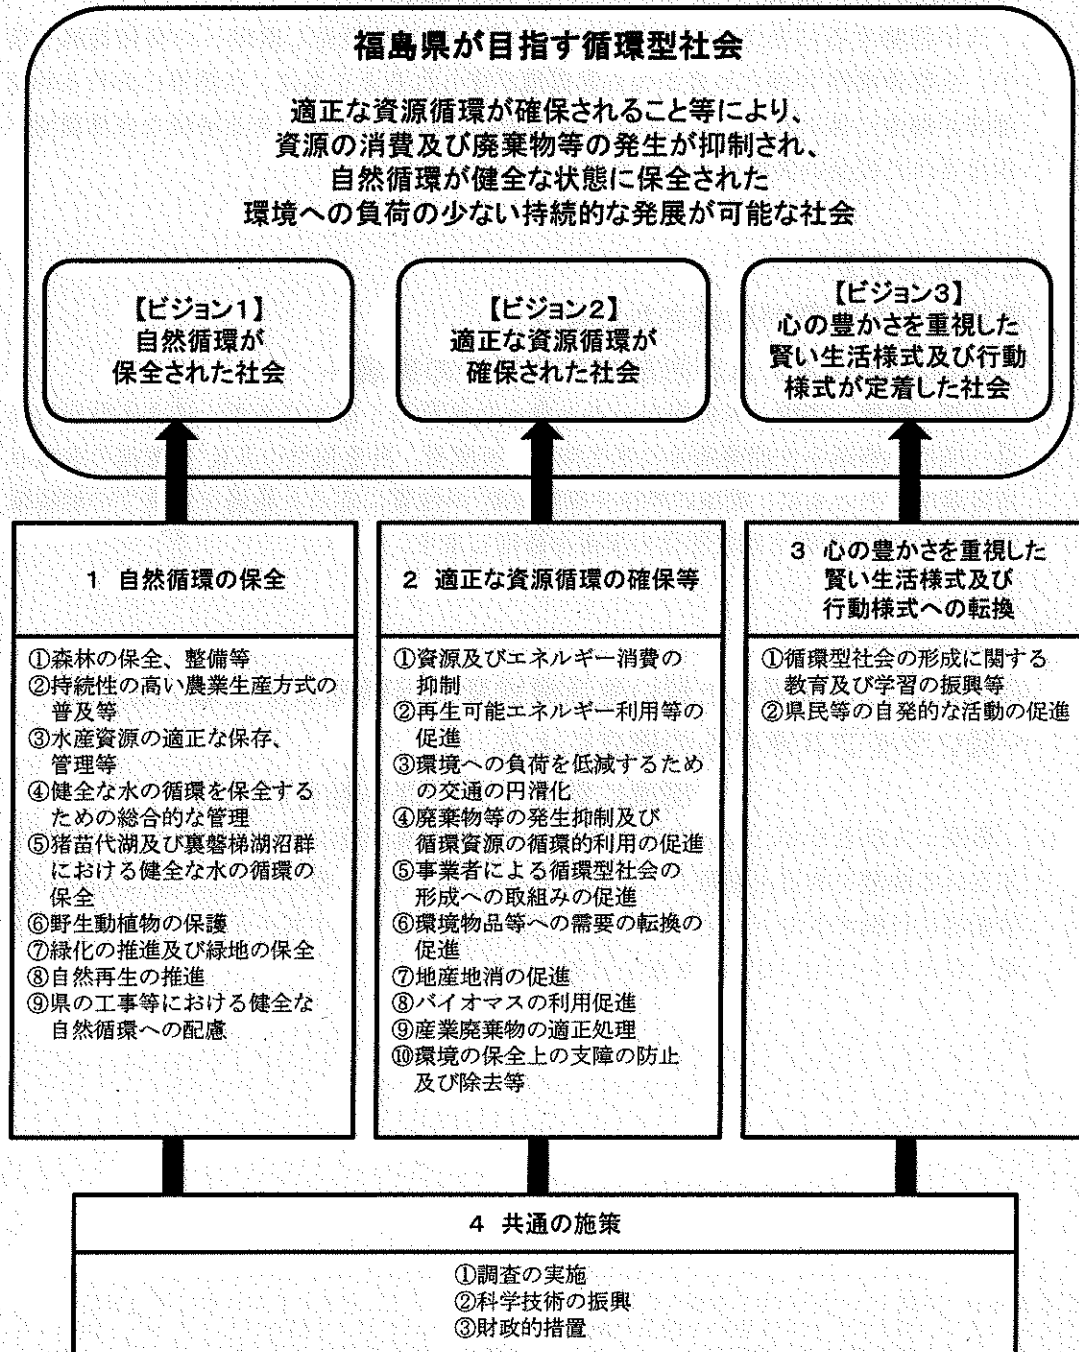 福島県が目指す循環型社会
適正な資源循環が確保されること等により、
資源の消費及び廃棄物等の発生が抑制され、
自然循環が健全な状態に保全された
環境への負荷の少ない持続的な発展が可能な社会
【ビジョン1】
自然循環が
保全された社会
【ビジョン2】
適正な資源循環が
確保された社会
【ビジョン3】
心の豊かさを重視した
賢い生活様式及び行動
様式が定着した社会
1 自然循環の保全
①森林の保全、整備等
②持続性の高い農業生産方式の
普及等
③水産資源の適正な保存、
管理等
④健全な水の循環を保全する
ための総合的な管理
⑤猪苗代湖及び裏磐梯湖沼群
における健全な水の循環の
保全
⑥野生動植物の保護
⑦緑化の推進及び緑地の保全
⑧自然再生の推進
⑨県の工事等における健全な
自然循環への配慮
2 適正な資源循環の確保等
①資源及びエネルギー消費の
抑制
②再生可能エネルギー利用等の
促進
③環境への負荷を低減するため
の交通の円滑化
④廃棄物等の発生抑制及び
循環資源の循環的利用の促進
⑤事業者による循環型社会の
形成への取組みの促進
⑥環境物品等への需要の転換の
促進
⑦地産地消の促進
⑧バイオマスの利用促進
⑨産業廃棄物の適正処理
⑩環境の保全上の支障の防止
及び除去等
3 心の豊かさを重視した
賢い生活様式及び
行動様式への転換
①循環型社会の形成に関する
教育及び学習の振興等
②県民等の自発的な活動の促進
4 共通の施策
①調査の実施
②科学技術の振興
③財政的措置